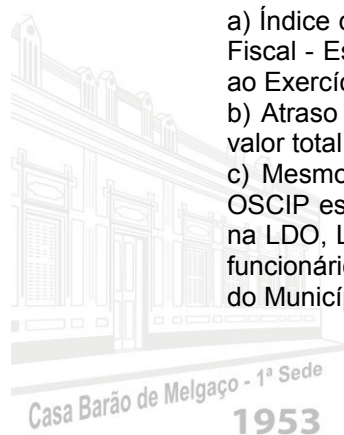 a) Índice d
Fiscal - Es
ao Exercíc
b) Atraso
valor total
c) Mesmo
OSCIP es
na LDO, L
funcionário
do Municíp
Casa Barão de Melgaço - 1ª Sede
1953